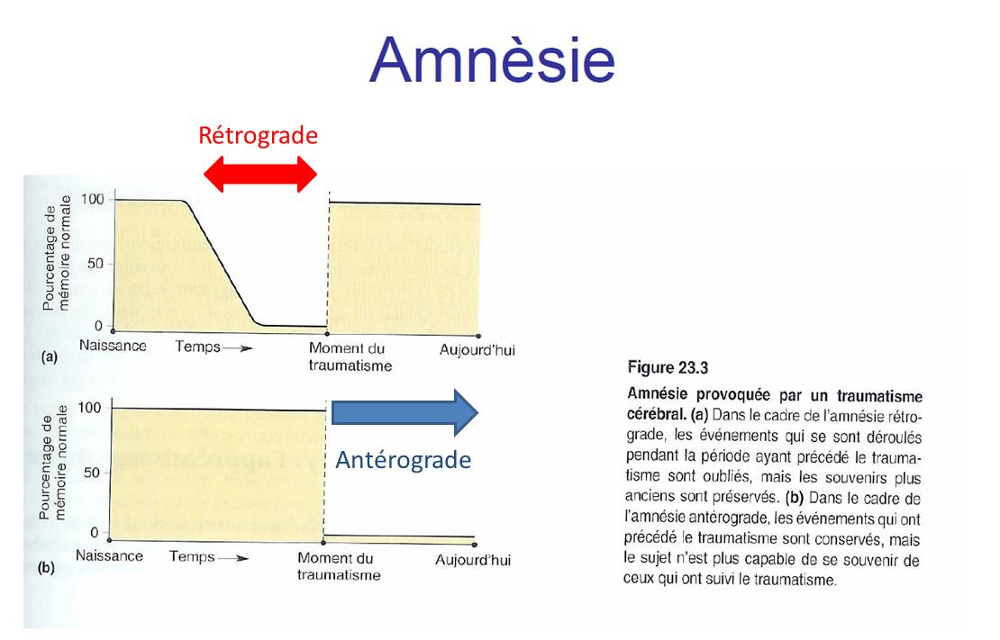 Amnèsie
Rétrograde
Pourcentage de
mémoire normale
100
50
0
Naissance
Temps
Moment du
traumatisme
Aujourd'hui
(a)
Antérograde
Pourcentage de
mémoire normale
100
50
0
Naissance
Temps
Moment du
traumatisme
Aujourd'hui
(b)
Figure 23.3
Amnésie provoquée par un traumatisme
cérébral. (a) Dans le cadre de l'amnésie rétro-
grade, les événements qui se sont déroulés
pendant la période ayant précédé le trauma-
tisme sont oubliés, mais les souvenirs plus
anciens sont préservés. (b) Dans le cadre de
l'amnésie antérograde, les événements qui ont
précédé le traumatisme sont conservés, mais
le sujet n'est plus capable de se souvenir de
ceux qui ont suivi le traumatisme.